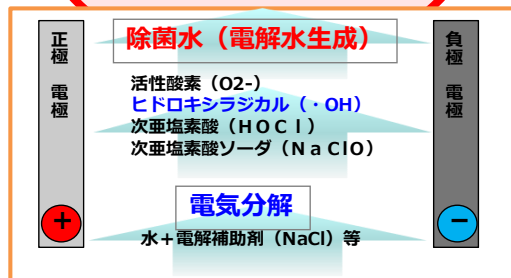 除菌水（電解水生成）
正極 電極
負極 電極
活性酸素（O2-）
ヒドロキシラジカル（・OH）
次亜塩素酸（ＨＯＣｌ）
次亜塩素酸ソーダ（ＮａＣlＯ）
電気分解
水＋電解補助剤（NaCl）等
＋
－